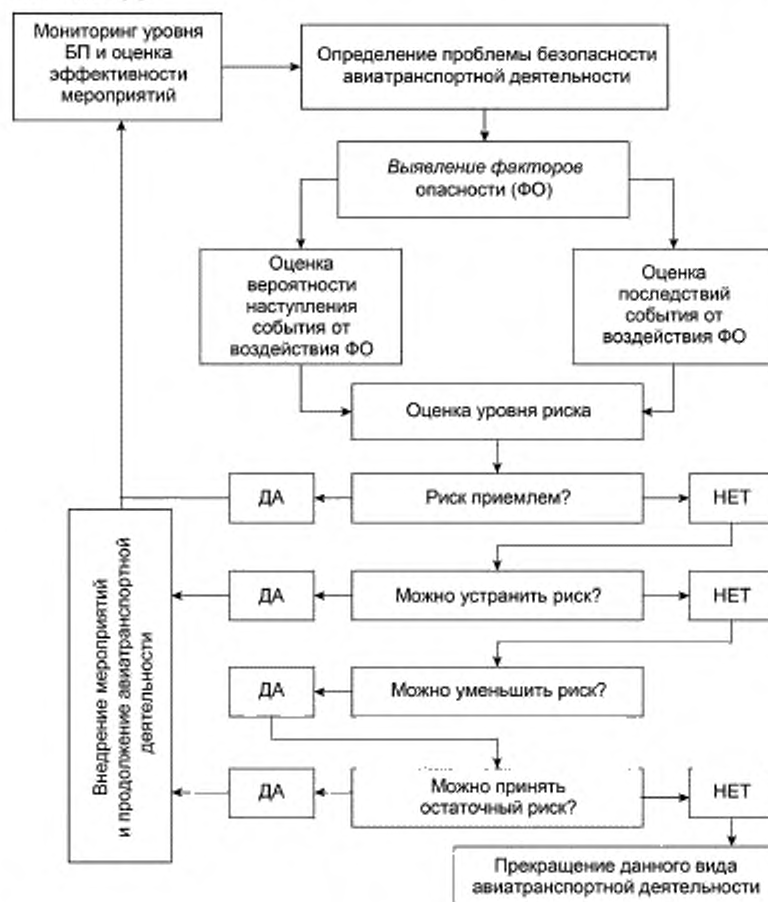 Мониторинг уровня
БП и оценка
эффективности
мероприятий
Определение проблемы безопасности
авиатранспортной деятельности
Выявление факторов
опасности (ФО)
Оценка
вероятности
наступления
события от
воздействия ФО
Оценка
последствий
события от
воздействия ФО
Оценка уровня риска
ДА
Риск приемлем?
НЕТ
ДА
Можно устранить риск?
НЕТ
ДА
Можно уменьшить риск?
ДА
Можно принять
остаточный риск?
НЕТ
Внедрение мероприятий
и продолжение авиатранспортной
деятельности
Прекращение данного вида
авиатранспортной деятельности